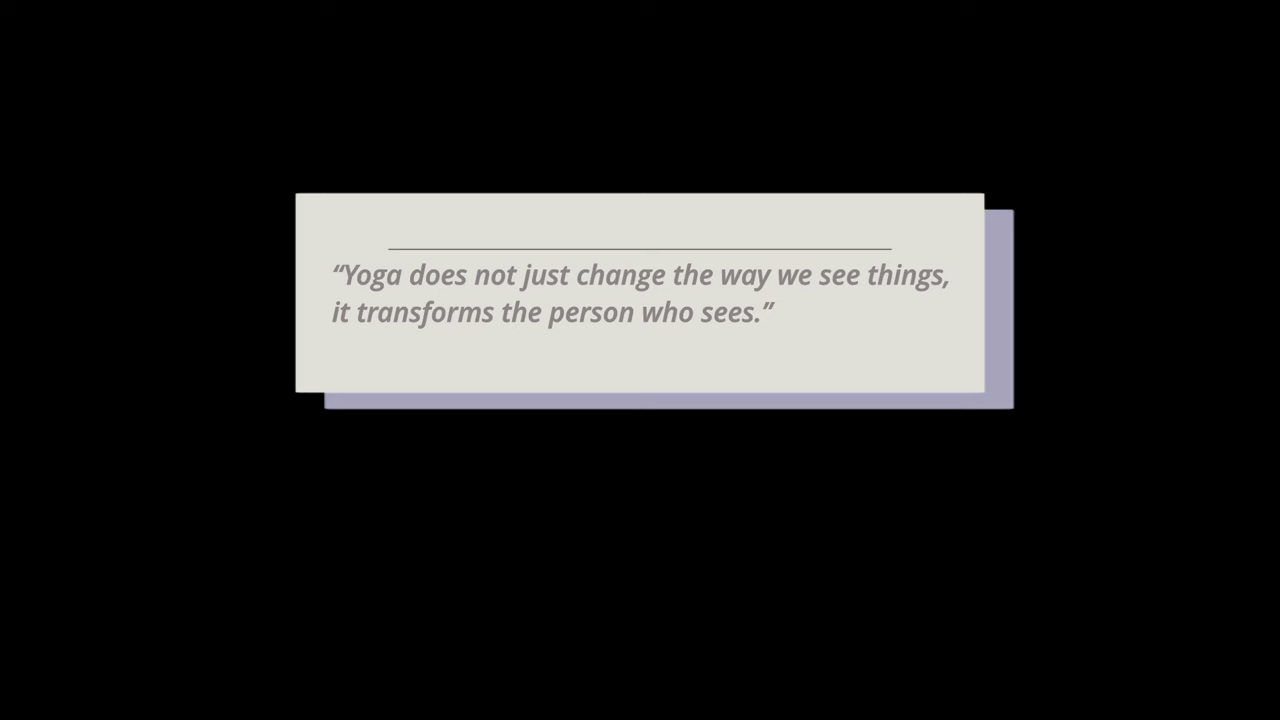 “Yoga does not just change the way we see things,
it transforms the person who sees.”